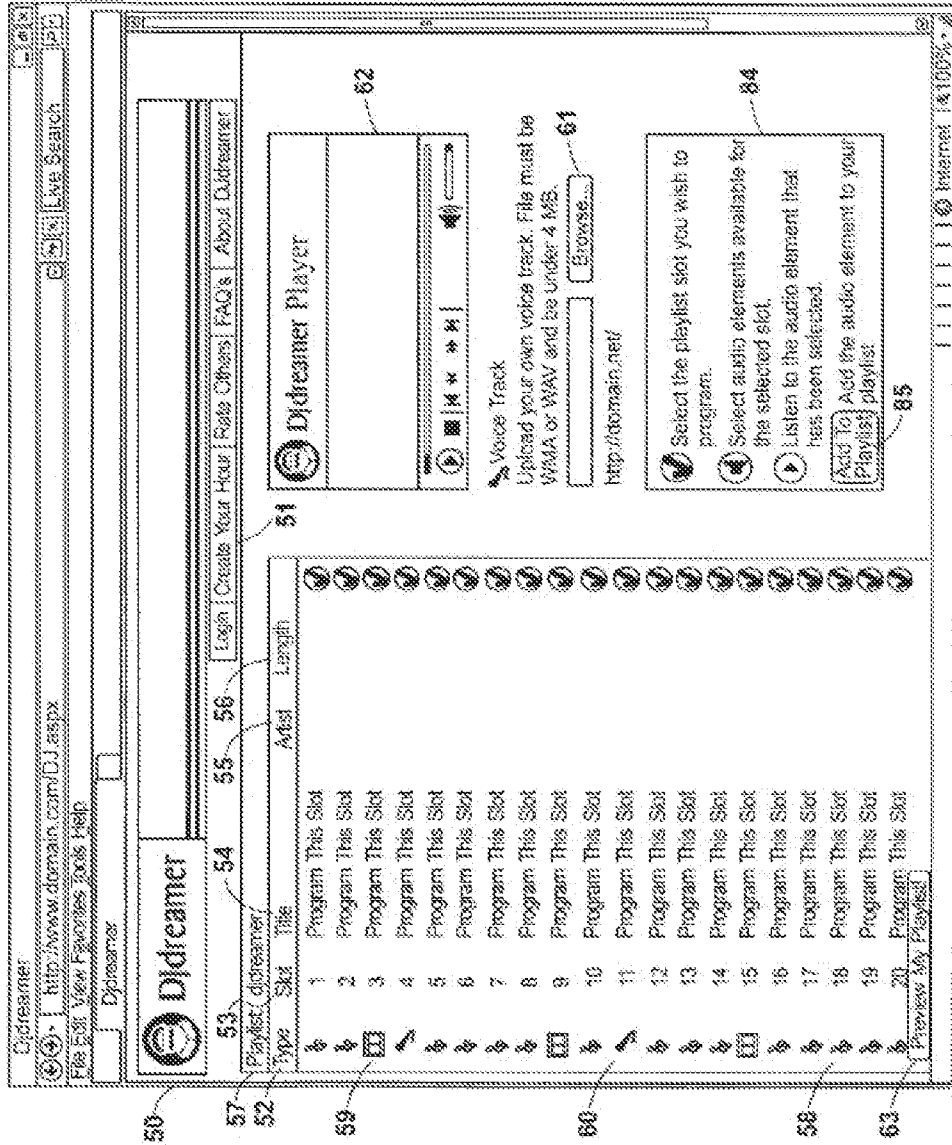 Djdreamer
http://www.domain.com/DJ.aspx
Live Search
File Edit View Favorites Tools Help
Djdreamer
50
Djdreamer
Login | Create Your Hour | Rate Others | FAQ's | About DJdreamer
51
57
52
53
54
55
56
Playlist: djdreamer
Type Slot Title Artist Length
1 Program This Slot
2 Program This Slot
3 Program This Slot
4 Program This Slot
5 Program This Slot
6 Program This Slot
7 Program This Slot
8 Program This Slot
9 Program This Slot
10 Program This Slot
11 Program This Slot
12 Program This Slot
13 Program This Slot
14 Program This Slot
15 Program This Slot
16 Program This Slot
17 Program This Slot
18 Program This Slot
19 Program This Slot
20 Program This Slot
Preview My Playlist
59
60
58
63
Djdreamer Player
62
Voice Track
Upload your own voice track. File must be
WMA or WAV and be under 4 MB.
Browse...
61
http://domain.net/
Select the playlist slot you wish to
program.
Select audio elements available for
the selected slot.
Listen to the audio element that
has been selected.
Add To Playlist
Add the audio element to your
playlist
64
65
Internet
100%